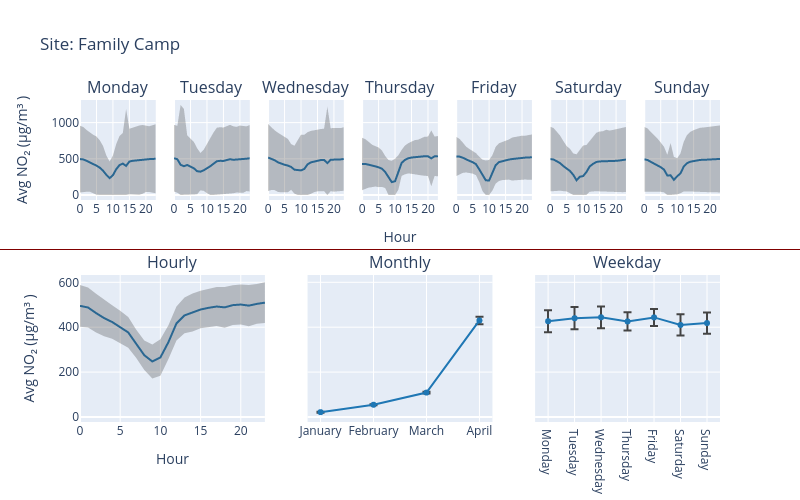 Site: Family Camp
Monday Tuesday Wednesday Thursday Friday Saturday Sunday
Avg NO₂ (μg/m³ )
1000
500
0
0 5 10 15 20 0 5 10 15 20 0 5 10 15 20 0 5 10 15 20 0 5 10 15 20 0 5 10 15 20 0 5 10 15 20
Hour
Hourly Monthly Weekday
Avg NO₂ (μg/m³ )
600
400
200
0
0 5 10 15 20 January February March April
Monday
Tuesday
Wednesday
Thursday
Friday
Saturday
Sunday
Hour